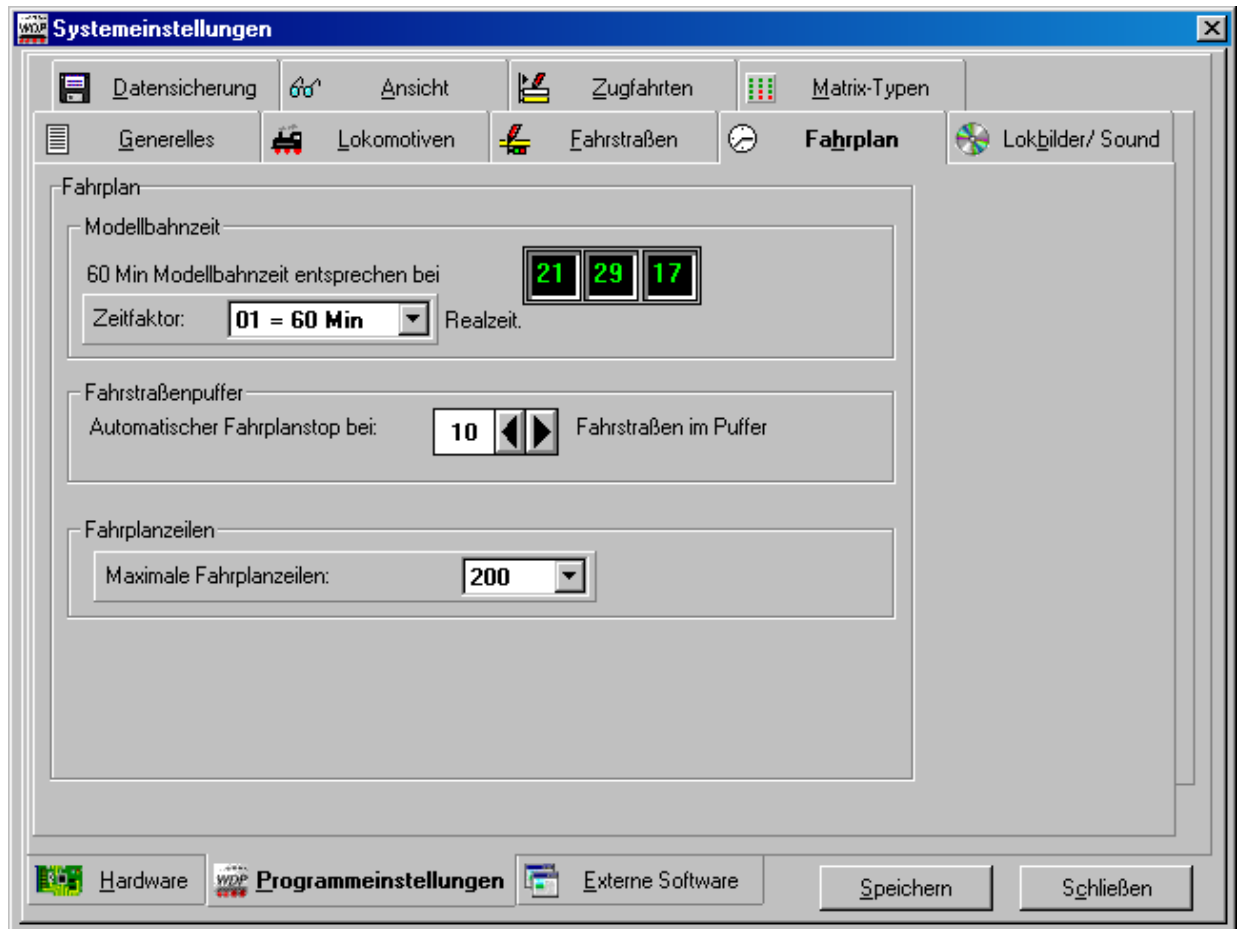 WDP Systemeinstellungen
Datensicherung Ansicht Zugfahrten Matrix-Typen
Generelles Lokomotiven Fahrstraßen Fahrplan Lokbilder/ Sound
Fahrplan
Modellbahnzeit
60 Min Modellbahnzeit entsprechen bei 21 29 17
Zeitfaktor: 01 = 60 Min Realzeit.
Fahrstraßenpuffer
Automatischer Fahrplanstop bei: 10 Fahrstraßen im Puffer
Fahrplanzeilen
Maximale Fahrplanzeilen: 200
Hardware WDP Programmeinstellungen Externe Software Speichern Schließen